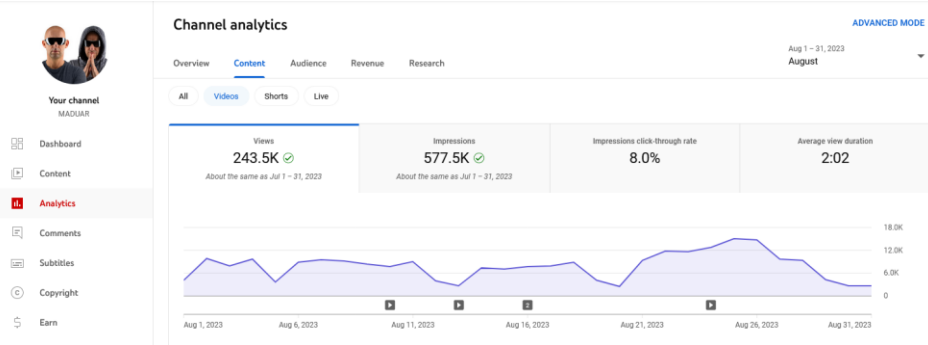 Channel analytics
ADVANCED MODE
Aug 1 – 31, 2023
August
Overview Content Audience Revenue Research
All Videos Shorts Live
Your channel
MADUAR
Dashboard
Content
Analytics
Comments
Subtitles
Copyright
Earn
Views
243.5K
About the same as Jul 1 – 31, 2023
Impressions
577.5K
About the same as Jul 1 – 31, 2023
Impressions click-through rate
8.0%
Average view duration
2:02
18.0K
12.0K
6.0K
0
2
Aug 1, 2023 Aug 6, 2023 Aug 11, 2023 Aug 16, 2023 Aug 21, 2023 Aug 26, 2023 Aug 31, 2023